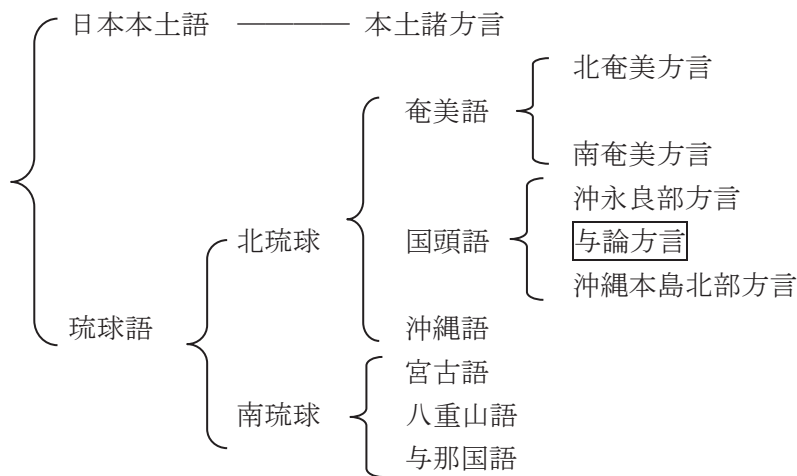 日本本土語 ――― 本土諸方言
北奄美方言
奄美語
南奄美方言
沖永良部方言
北琉球 国頭語 与論方言
沖縄本島北部方言
琉球語 沖縄語
宮古語
南琉球 八重山語
与那国語